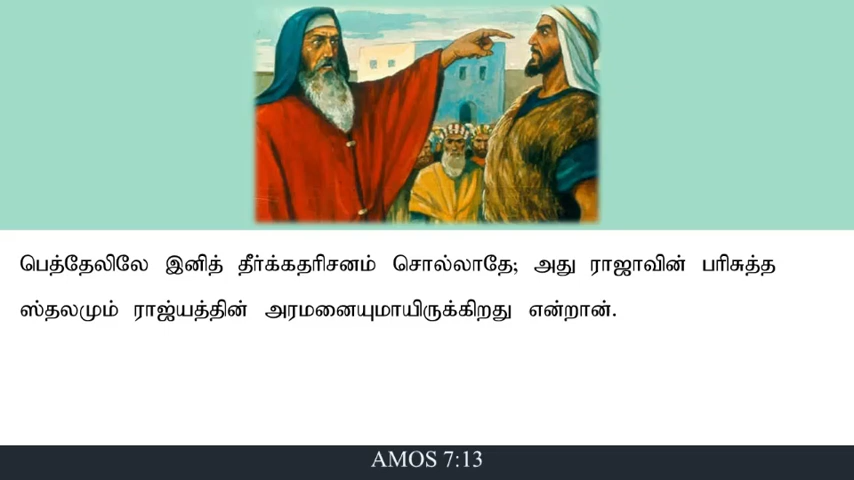 பெத்தேலிலே இனித் தீர்க்கதரிசனம் சொல்லாதே; அது ராஜாவின் பரிசுத்த
ஸ்தலமும் ராஜ்யத்தின் அரமனையுமாயிருக்கிறது என்றான்.
AMOS 7:13